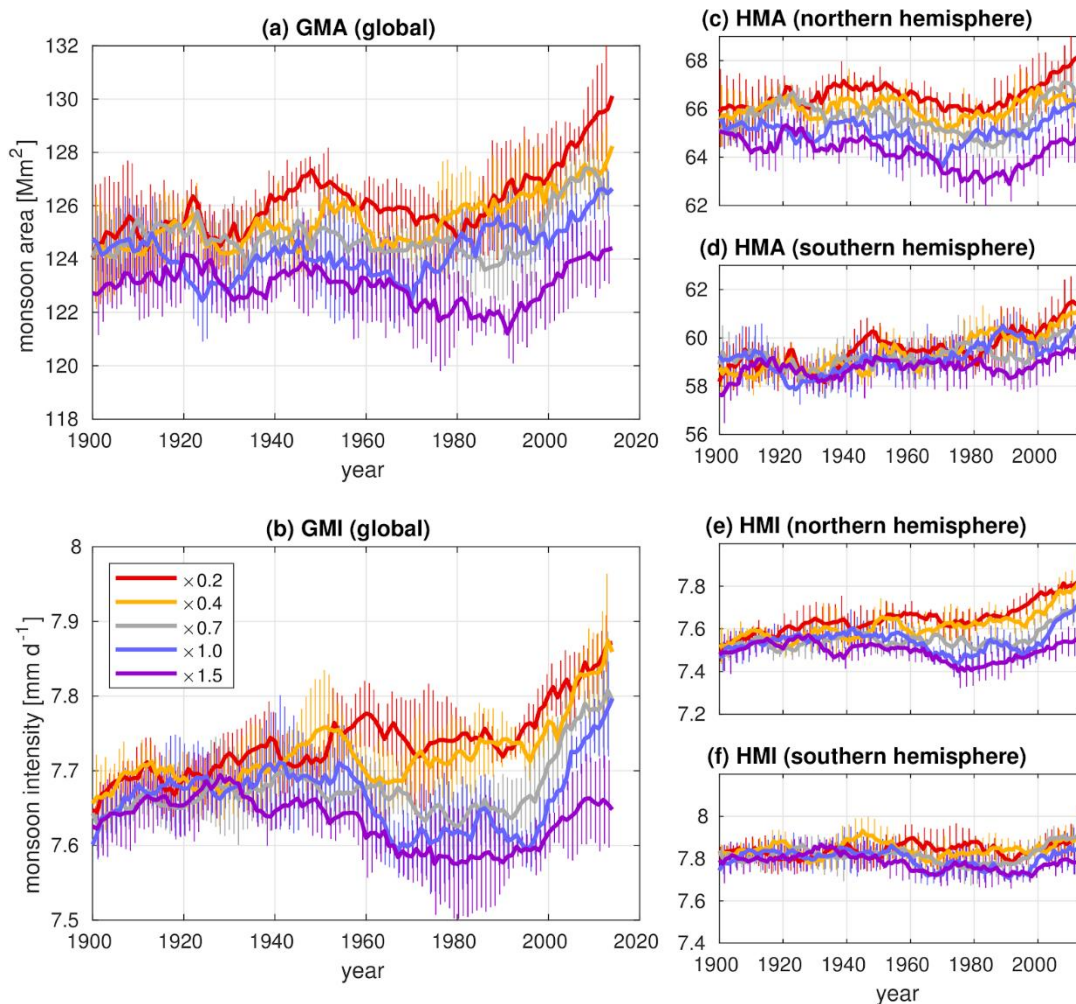 (a) GMA (global)
132
130
128
126
124
122
120
118
monsoon area [Mm²]
1900 1920 1940 1960 1980 2000 2020
year
(b) GMI (global)
8
7.9
7.8
7.7
7.6
7.5
monsoon intensity [mm d⁻¹]
×0.2
×0.4
×0.7
×1.0
×1.5
1900 1920 1940 1960 1980 2000 2020
year
(c) HMA (northern hemisphere)
68
66
64
62
(d) HMA (southern hemisphere)
62
60
58
56
1900 1920 1940 1960 1980 2000
(e) HMI (northern hemisphere)
7.8
7.6
7.4
7.2
(f) HMI (southern hemisphere)
8
7.8
7.6
7.4
1900 1920 1940 1960 1980 2000
year